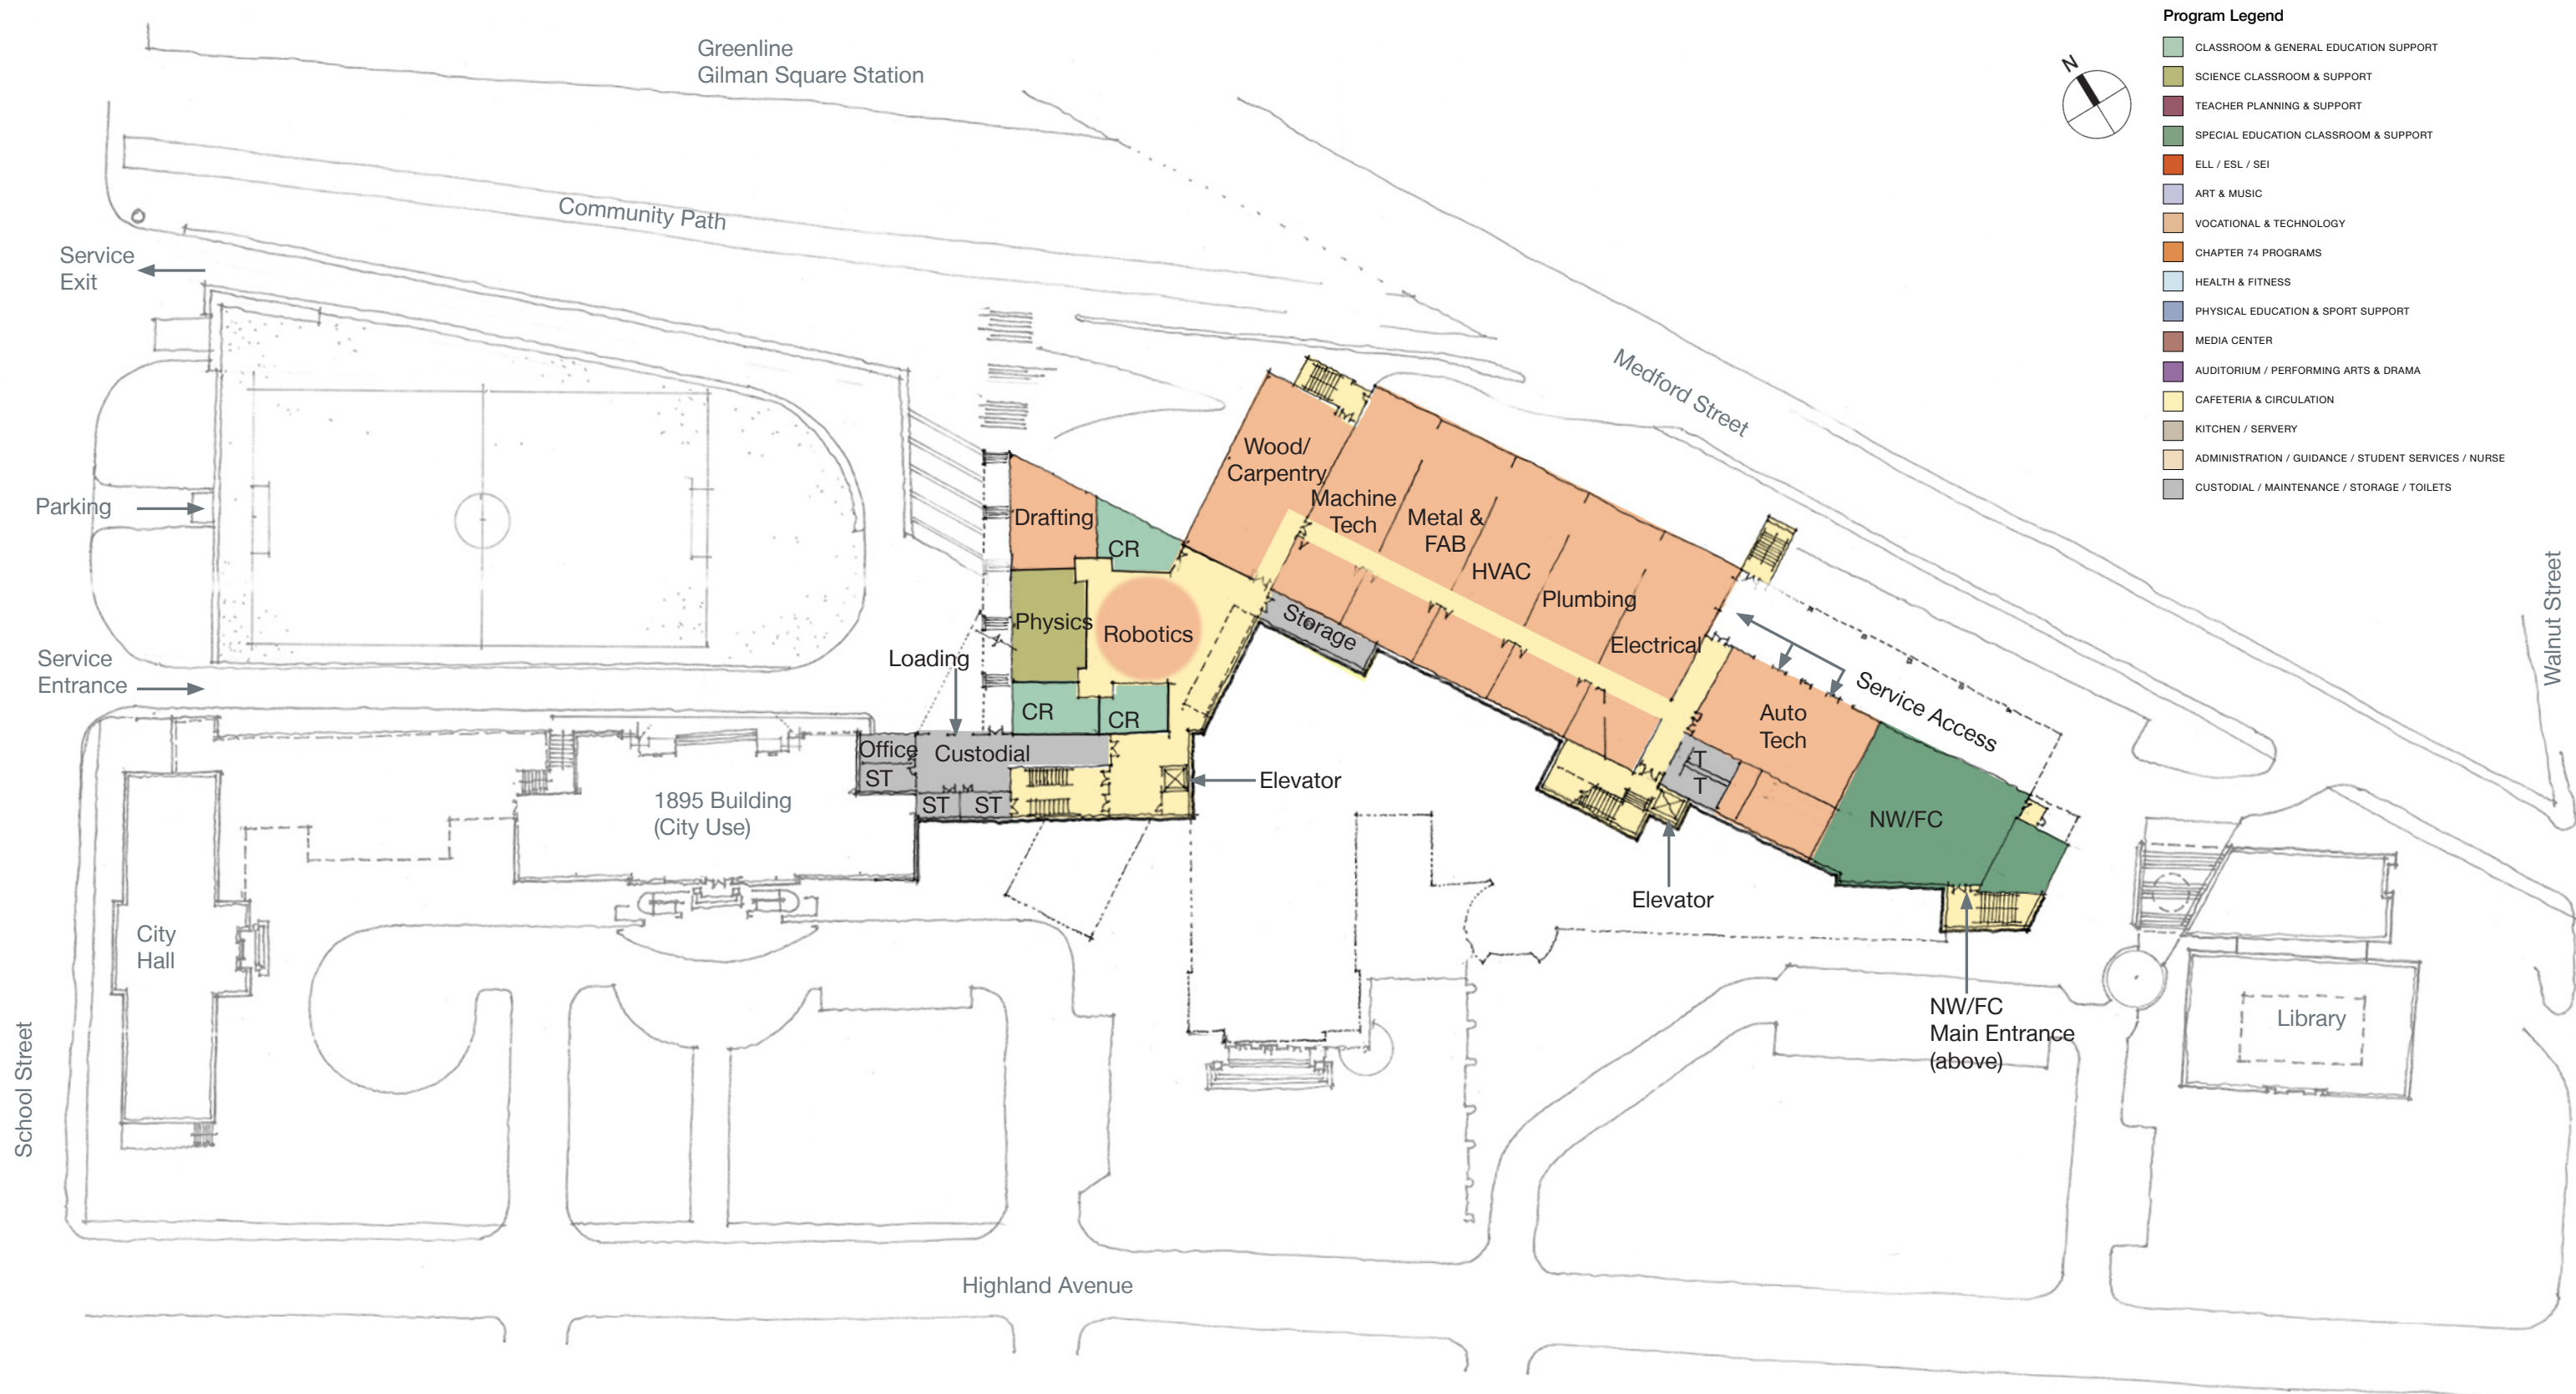 Program Legend
CLASSROOM & GENERAL EDUCATION SUPPORT
SCIENCE CLASSROOM & SUPPORT
TEACHER PLANNING & SUPPORT
SPECIAL EDUCATION CLASSROOM & SUPPORT
ELL / ESL / SEI
ART & MUSIC
VOCATIONAL & TECHNOLOGY
CHAPTER 74 PROGRAMS
HEALTH & FITNESS
PHYSICAL EDUCATION & SPORT SUPPORT
MEDIA CENTER
AUDITORIUM / PERFORMING ARTS & DRAMA
CAFETERIA & CIRCULATION
KITCHEN / SERVERY
ADMINISTRATION / GUIDANCE / STUDENT SERVICES / NURSE
CUSTODIAL / MAINTENANCE / STORAGE / TOILETS
N
Greenline
Gilman Square Station
Community Path
Service
Exit
Medford Street
Parking
Wood/
Carpentry
Machine
Tech
Metal &
FAB
HVAC
Plumbing
Electrical
Drafting
CR
Physics
Robotics
Storage
Service
Entrance
Loading
CR
CR
Service Access
Auto
Tech
Walnut Street
Office
Custodial
ST
ST
ST
Elevator
T
T
1895 Building
(City Use)
NW/FC
Elevator
City
Hall
NW/FC
Main Entrance
(above)
Library
School Street
Highland Avenue